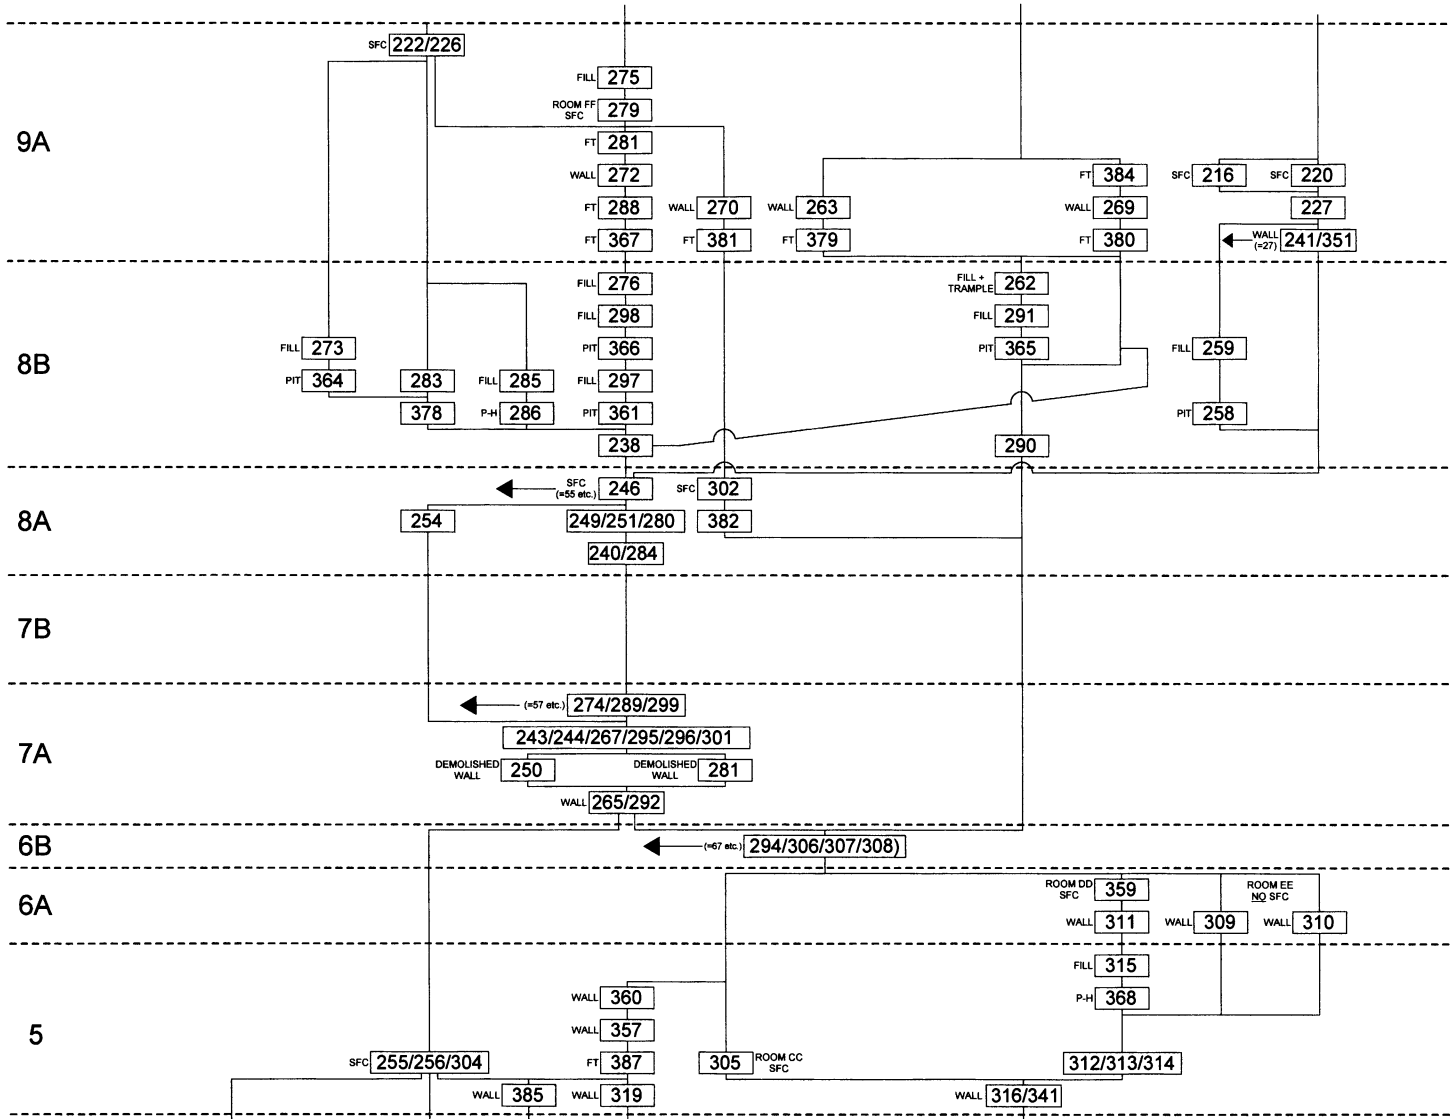 SFC 222/226
FILL 275
ROOM FF
SFC 279
9A
FT 281
WALL 272
FT 384
SFC 216
SFC 220
FT 288
WALL 270
WALL 263
WALL 269
227
FT 367
FT 381
FT 379
FT 380
WALL
(=27) 241/351
FILL 276
FILL +
TRAMPLE 262
FILL 298
FILL 291
8B
FILL 273
PIT 366
PIT 365
FILL 259
PIT 364
283
FILL 285
FILL 297
378
P-H 286
PIT 361
PIT 258
238
290
SFC
(=55 etc.) 246
SFC 302
8A
254
249/251/280
382
240/284
7B
(=57 etc.) 274/289/299
7A
243/244/267/295/296/301
DEMOLISHED
WALL 250
DEMOLISHED
WALL 281
WALL 265/292
6B
(=67 etc.) 294/306/307/308)
6A
ROOM DD
SFC 359
ROOM EE
NO SFC
WALL 311
WALL 309
WALL 310
FILL 315
WALL 360
P-H 368
5
WALL 357
SFC 255/256/304
FT 387
305 ROOM CC
SFC
312/313/314
WALL 385
WALL 319
WALL 316/341